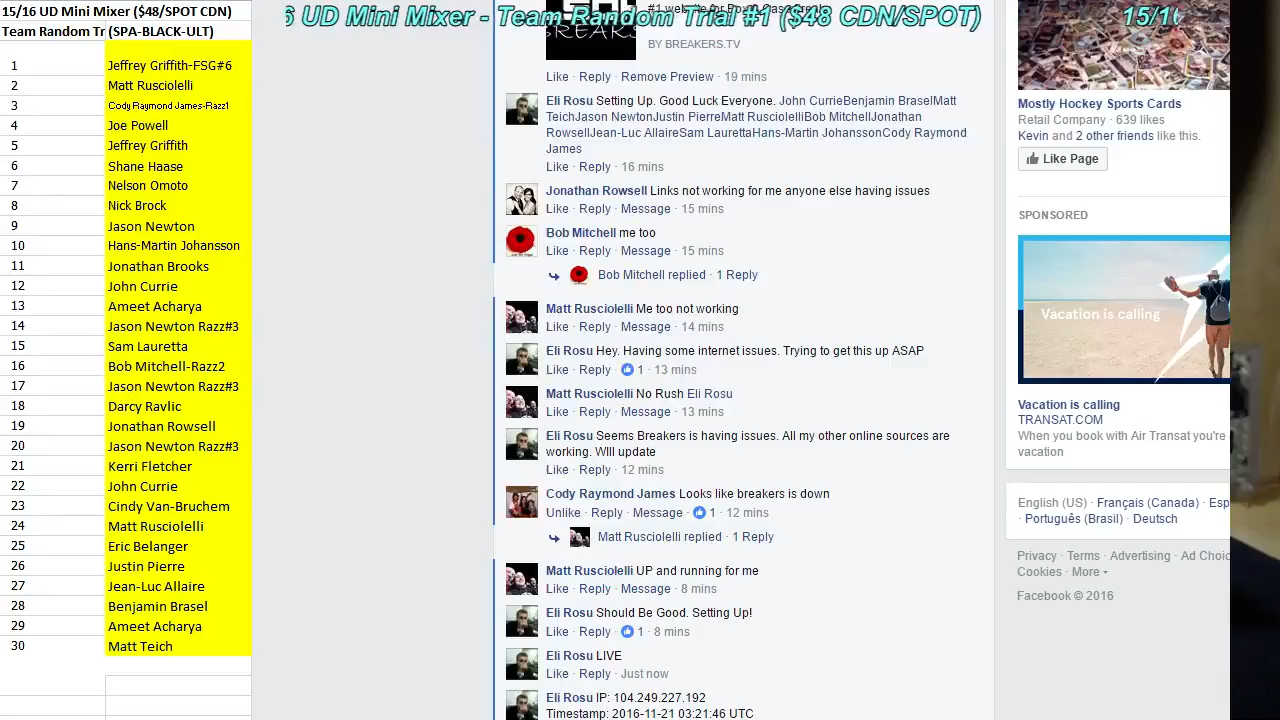 15/16 UD Mini Mixer ($48/SPOT CDN)
Team Random Tr (SPA-BLACK-ULT)
1 Jeffrey Griffith-FSG#6
2 Matt Rusciolelli
3 Cody Raymond James-Razz1
4 Joe Powell
5 Jeffrey Griffith
6 Shane Haase
7 Nelson Omoto
8 Nick Brock
9 Jason Newton
10 Hans-Martin Johansson
11 Jonathan Brooks
12 John Currie
13 Ameet Acharya
14 Jason Newton Razz#3
15 Sam Lauretta
16 Bob Mitchell-Razz2
17 Jason Newton Razz#3
18 Darcy Ravlic
19 Jonathan Rowsell
20 Jason Newton Razz#3
21 Kerri Fletcher
22 John Currie
23 Cindy Van-Bruchem
24 Matt Rusciolelli
25 Eric Belanger
26 Justin Pierre
27 Jean-Luc Allaire
28 Benjamin Brasel
29 Ameet Acharya
30 Matt Teich
6 UD Mini Mixer - Team Random Trial #1 ($48 CDN/SPOT)
15/16
#1 website for
BREAKS
BY BREAKERS.TV
Like · Reply · Remove Preview · 19 mins
Eli Rosu Setting Up. Good Luck Everyone. John CurrieBenjamin BraselMatt
TeichJason NewtonJustin PierreMatt RusciolelliBob MitchellJonathan
RowsellJean-Luc AllaireSam LaurettaHans-Martin JohanssonCody Raymond
James
Like · Reply · 16 mins
Jonathan Rowsell Links not working for me anyone else having issues
Like · Reply · Message · 15 mins
Bob Mitchell me too
Like · Reply · Message · 15 mins
Bob Mitchell replied · 1 Reply
Matt Rusciolelli Me too not working
Like · Reply · Message · 14 mins
Eli Rosu Hey. Having some internet issues. Trying to get this up ASAP
Like · Reply · 1 · 13 mins
Matt Rusciolelli No Rush Eli Rosu
Like · Reply · Message · 13 mins
Eli Rosu Seems Breakers is having issues. All my other online sources are
working. WIll update
Like · Reply · 12 mins
Cody Raymond James Looks like breakers is down
Unlike · Reply · Message · 1 · 12 mins
Matt Rusciolelli replied · 1 Reply
Matt Rusciolelli UP and running for me
Like · Reply · Message · 8 mins
Eli Rosu Should Be Good. Setting Up!
Like · Reply · 1 · 8 mins
Eli Rosu LIVE
Like · Reply · Just now
Eli Rosu IP: 104.249.227.192
Timestamp: 2016-11-21 03:21:46 UTC
Mostly Hockey Sports Cards
Retail Company · 639 likes
Kevin and 2 other friends like this.
Like Page
SPONSORED
Vacation is calling
Vacation is calling
TRANSAT.COM
When you book with Air Transat you're
vacation
English (US) · Français (Canada) · Esp
· Português (Brasil) · Deutsch
Privacy · Terms · Advertising · Ad Choic
Cookies · More
Facebook © 2016